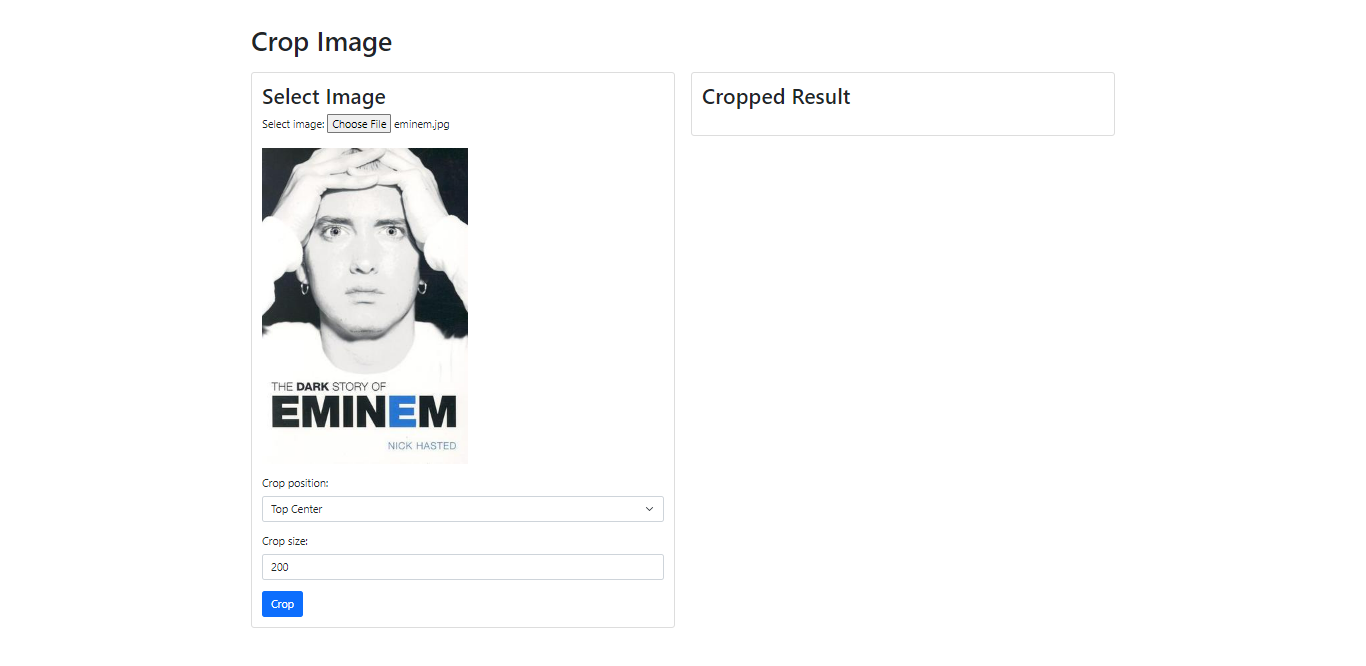 Crop Image
Select Image
Select image: Choose File eminem.jpg
THE DARK STORY OF
EMINEM
NICK HASTED
Crop position:
Top Center
Crop size:
200
Crop
Cropped Result